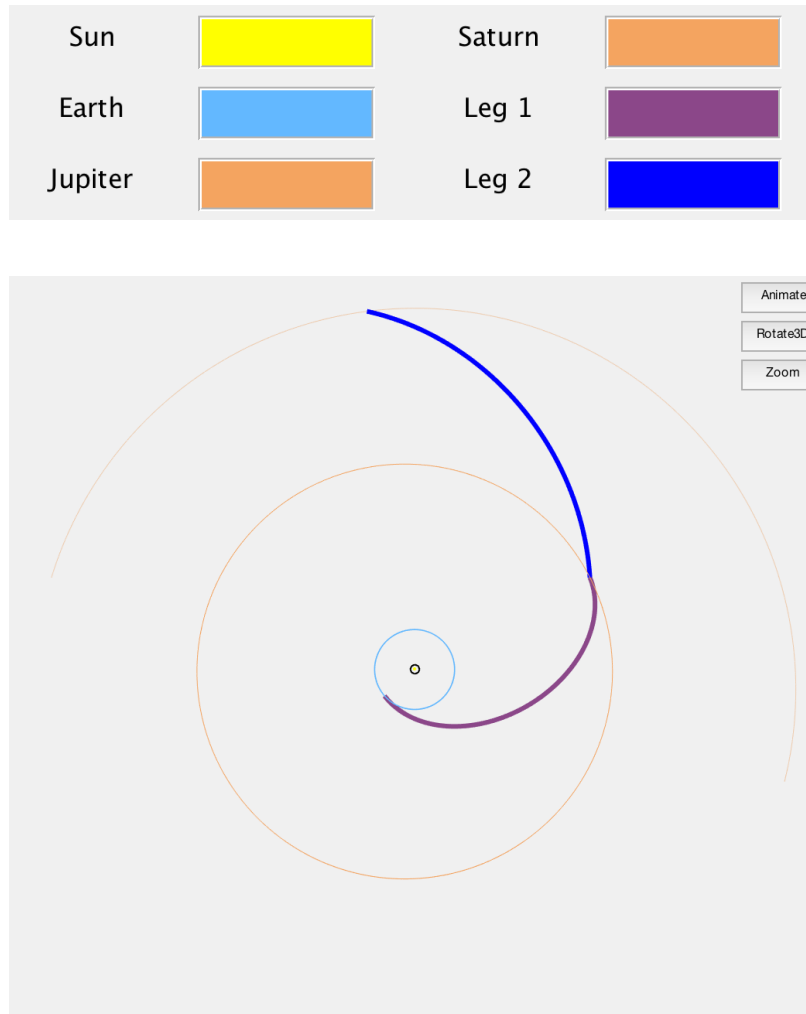 Sun Saturn
Earth Leg 1
Jupiter Leg 2
Animate
Rotate3D
Zoom